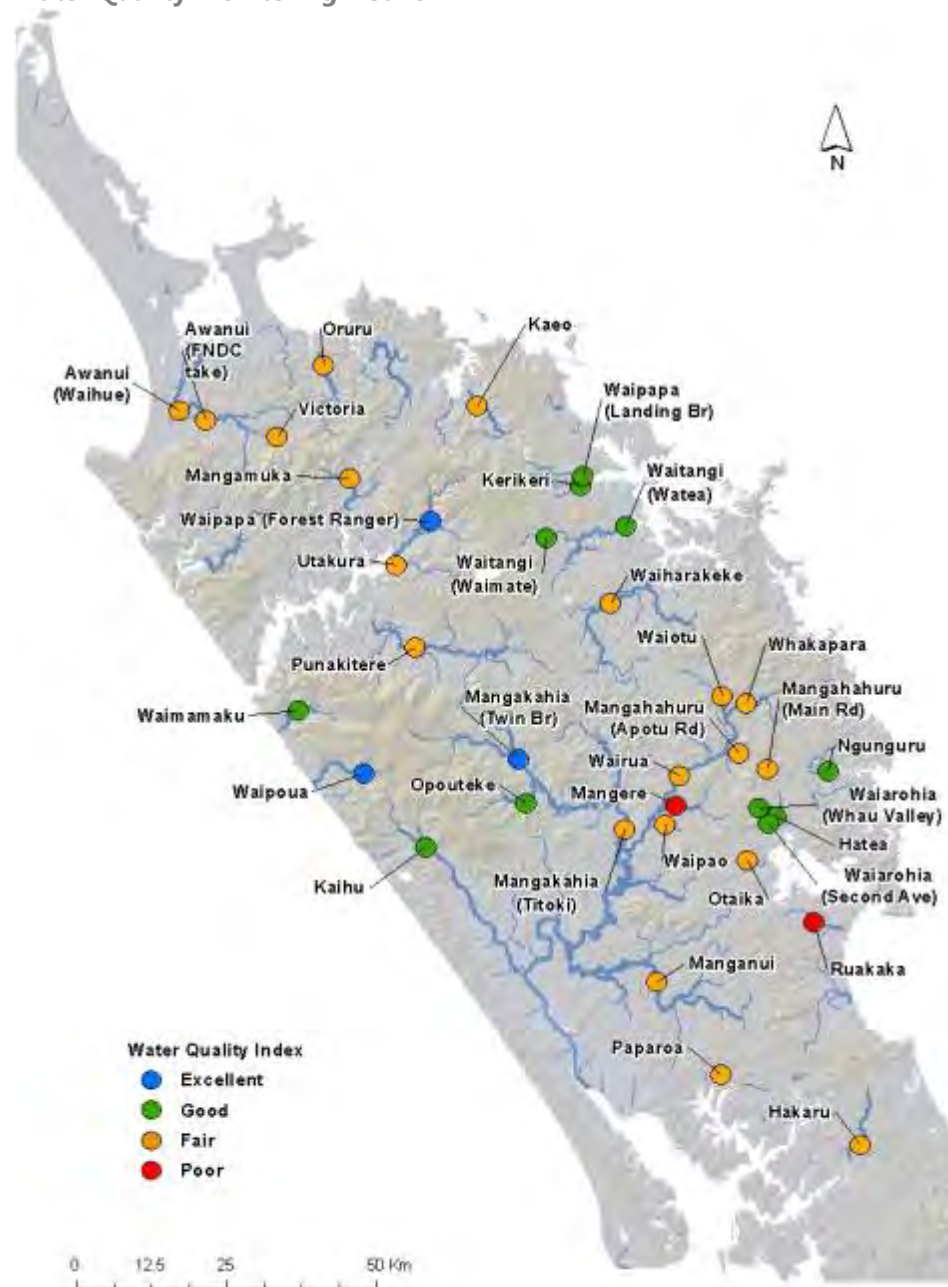 N
Awanui
(FNDC
take)
Oruru
Kaeo
Awanui
(Waihue)
Victoria
Waipapa
(Landing Br)
Mangamuka
Kerikeri
Waitangi
(Watea)
Waipapa (Forest Ranger)
Utakura
Waitangi
(Waimate)
Waiharakeke
Waiotu
Whakapara
Punakitere
Mangakahia
(Twin Br)
Mangahahuru
(Apotu Rd)
Mangahahuru
(Main Rd)
Waimamaku
Ngunguru
Wairua
Waipoua
Opouteke
Mangere
Waiarohia
(Whau Valley)
Hatea
Kaihu
Mangakahia
(Titoki)
Waipao
Otaika
Waiarohia
(Second Ave)
Manganui
Ruakaka
Paparoa
Hakaru
Water Quality Index
Excellent
Good
Fair
Poor
0 12.5 25 50 Km